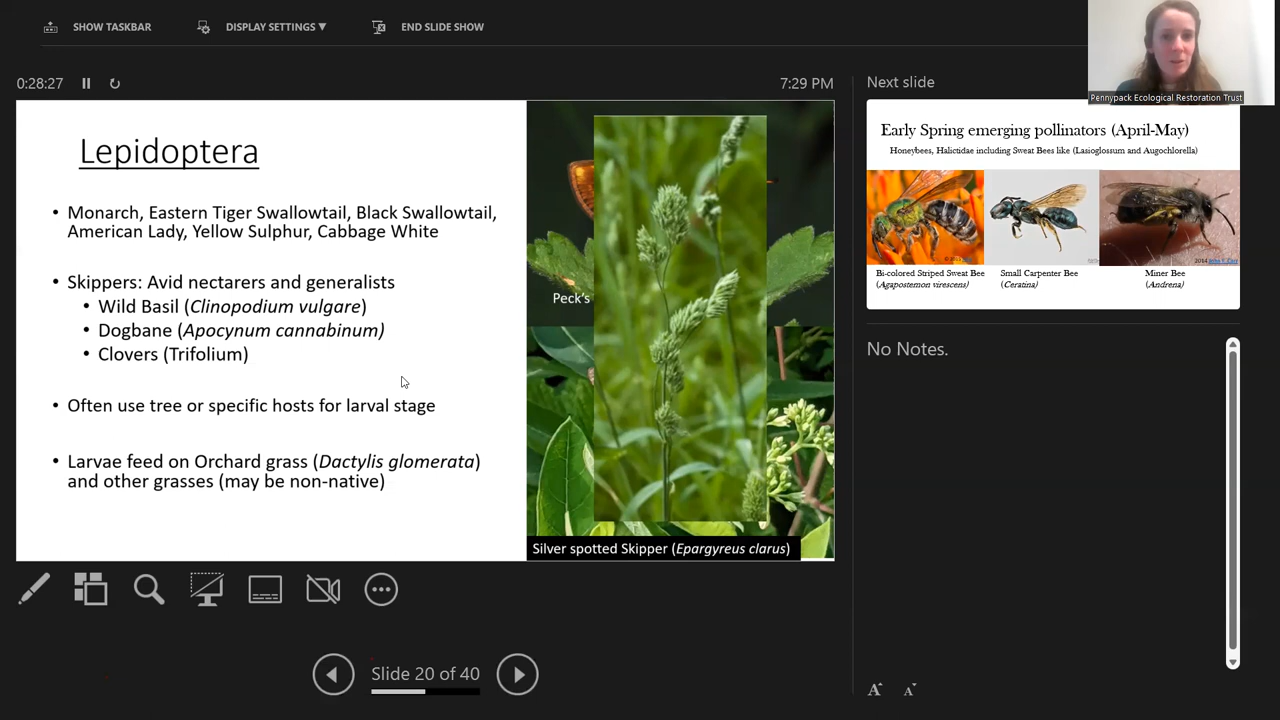 SHOW TASKBAR
DISPLAY SETTINGS ▼
END SLIDE SHOW
0:28:27
7:29 PM
Next slide
Pennypack Ecological Restoration Trust
Lepidoptera
• Monarch, Eastern Tiger Swallowtail, Black Swallowtail,
American Lady, Yellow Sulphur, Cabbage White
• Skippers: Avid nectarers and generalists
• Wild Basil (Clinopodium vulgare)
• Dogbane (Apocynum cannabinum)
• Clovers (Trifolium)
• Often use tree or specific hosts for larval stage
• Larvae feed on Orchard grass (Dactylis glomerata)
and other grasses (may be non-native)
Peck's
Silver spotted Skipper (Epargyreus clarus)
Early Spring emerging pollinators (April-May)
Honeybees, Halictidae including Sweat Bees like (Lasioglossum and Augochlorella)
Bi-colored Striped Sweat Bee
(Agapostemon virescens)
Small Carpenter Bee
(Ceratina)
Miner Bee
(Andrena)
No Notes.
Slide 20 of 40
A A